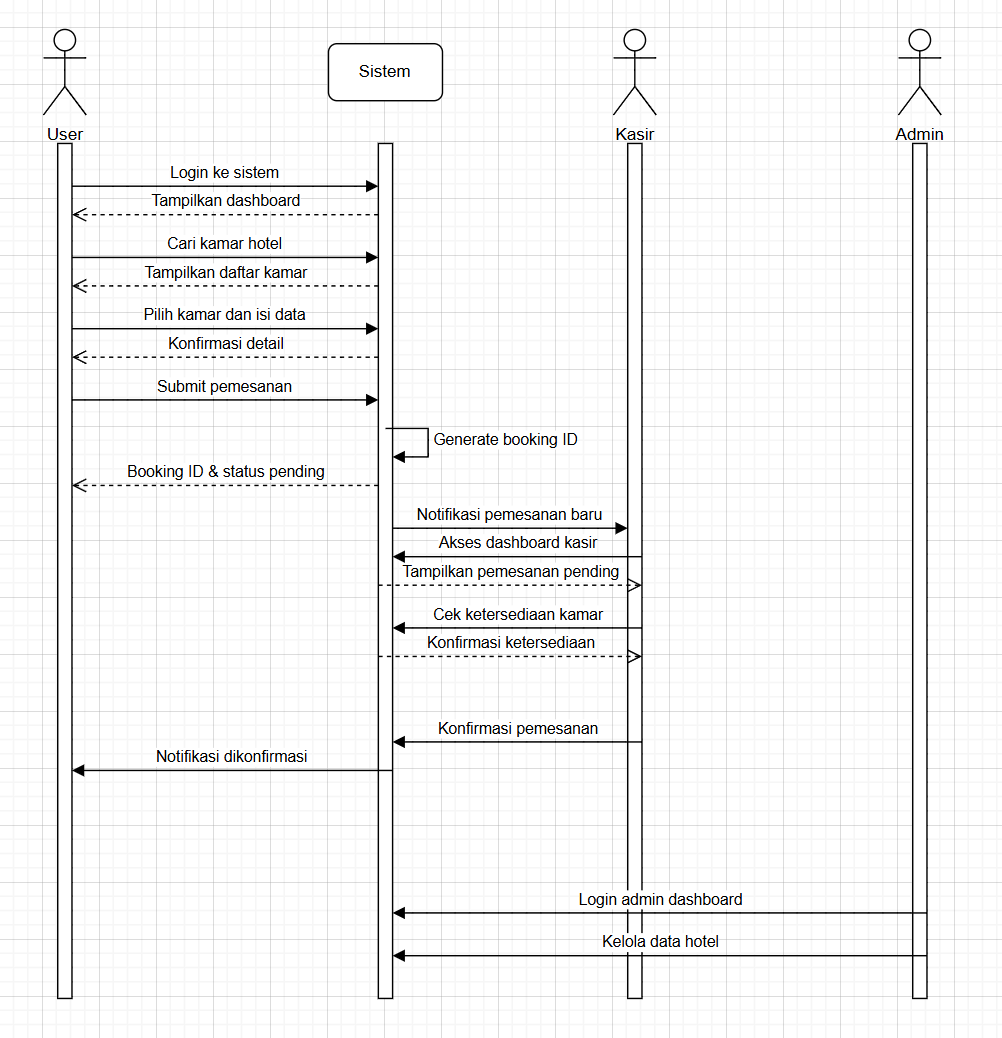 Sistem
User
Kasir
Admin
Login ke sistem
Tampilkan dashboard
Cari kamar hotel
Tampilkan daftar kamar
Pilih kamar dan isi data
Konfirmasi detail
Submit pemesanan
Generate booking ID
Booking ID & status pending
Notifikasi pemesanan baru
Akses dashboard kasir
Tampilkan pemesanan pending
Cek ketersediaan kamar
Konfirmasi ketersediaan
Konfirmasi pemesanan
Notifikasi dikonfirmasi
Login admin dashboard
Kelola data hotel